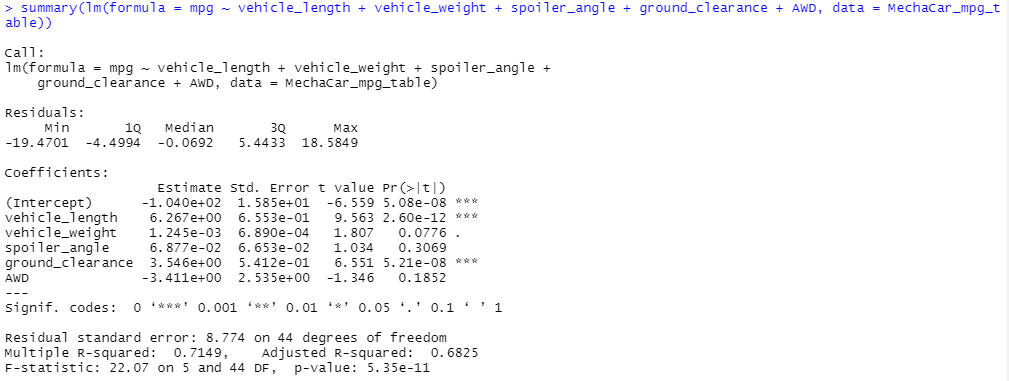 > summary(lm(formula = mpg ~ vehicle_length + vehicle_weight + spoiler_angle + ground_clearance + AWD, data = MechaCar_mpg_t
able))
Call:
lm(formula = mpg ~ vehicle_length + vehicle_weight + spoiler_angle +
    ground_clearance + AWD, data = MechaCar_mpg_table)
Residuals:
     Min       1Q   Median       3Q      Max
-19.4701  -4.4994  -0.0692   5.4433  18.5849
Coefficients:
                   Estimate Std. Error t value Pr(>|t|)
(Intercept)      -1.040e+02  1.585e+01  -6.559 5.08e-08 ***
vehicle_length    6.267e+00  6.553e-01   9.563 2.60e-12 ***
vehicle_weight    1.245e-03  6.890e-04   1.807   0.0776 .
spoiler_angle     6.877e-02  6.653e-02   1.034   0.3069
ground_clearance  3.546e+00  5.412e-01   6.551 5.21e-08 ***
AWD              -3.411e+00  2.535e+00  -1.346   0.1852
---
Signif. codes:  0 ‘***’ 0.001 ‘**’ 0.01 ‘*’ 0.05 ‘.’ 0.1 ‘ ’ 1
Residual standard error: 8.774 on 44 degrees of freedom
Multiple R-squared:  0.7149,    Adjusted R-squared:  0.6825
F-statistic: 22.07 on 5 and 44 DF,  p-value: 5.35e-11